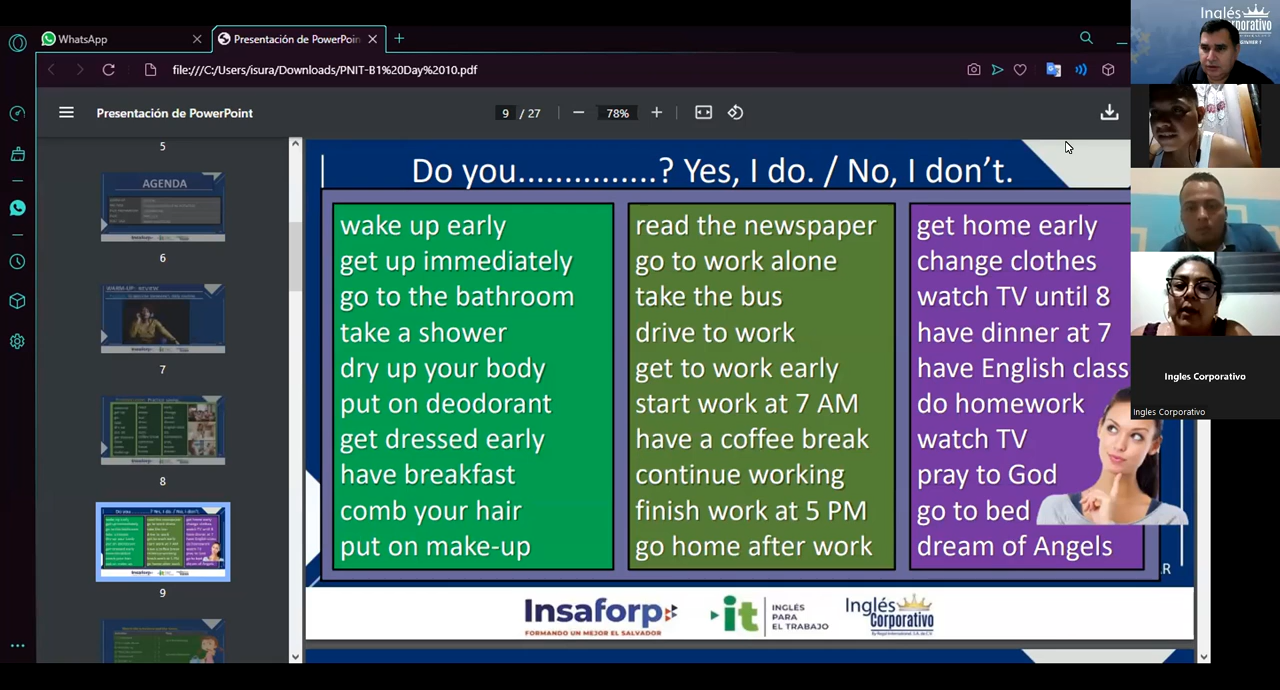 WhatsApp
Presentación de PowerPoin
file:///C:/Users/isura/Downloads/PNIT-B1%20Day%2010.pdf
Presentación de PowerPoint
9 / 27
78%
5
AGENDA
6
WARM-UP: REVIEW
7
8
9
Do you...............? Yes, I do. / No, I don't.
wake up early
get up immediately
go to the bathroom
take a shower
dry up your body
put on deodorant
get dressed early
have breakfast
comb your hair
put on make-up
read the newspaper
go to work alone
take the bus
drive to work
get to work early
start work at 7 AM
have a coffee break
continue working
finish work at 5 PM
go home after work
get home early
change clothes
watch TV until 8
have dinner at 7
have English class
do homework
watch TV
pray to God
go to bed
dream of Angels
Insaforp
FORMANDO UN MEJOR EL SALVADOR
it
INGLÉS
PARA
EL TRABAJO
Inglés
Corporativo
Inglés
Corporativo
Ingles Corporativo
Ingles Corporativo